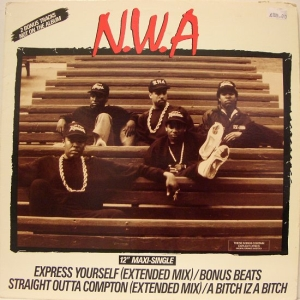 2 BONUS TRACKS
NOT ON THE ALBUM
N.W.A
12" MAXI-SINGLE
EXPRESS YOURSELF (EXTENDED MIX)/BONUS BEATS
STRAIGHT OUTTA COMPTON (EXTENDED MIX)/A BITCH IZ A BITCH